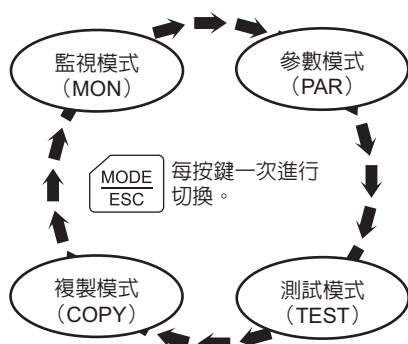 監視模式
（MON）
參數模式
（PAR）
MODE
ESC
每按鍵一次進行
切換。
複製模式
（COPY）
測試模式
（TEST）